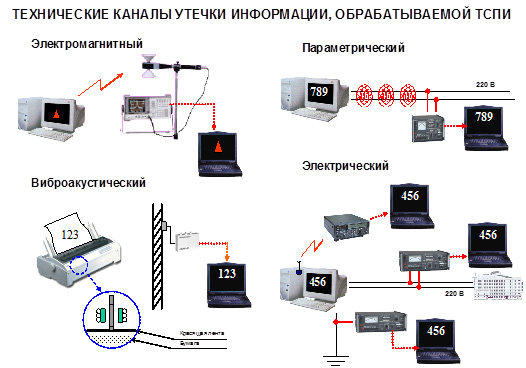 ТЕХНИЧЕСКИЕ КАНАЛЫ УТЕЧКИ ИНФОРМАЦИИ, ОБРАБАТЫВАЕМОЙ ТСПИ
Электромагнитный
Параметрический
789
220 В
789
Виброакустический
Электрический
456
123
456
123
456
220 В
Красящая лента
Бумага
456